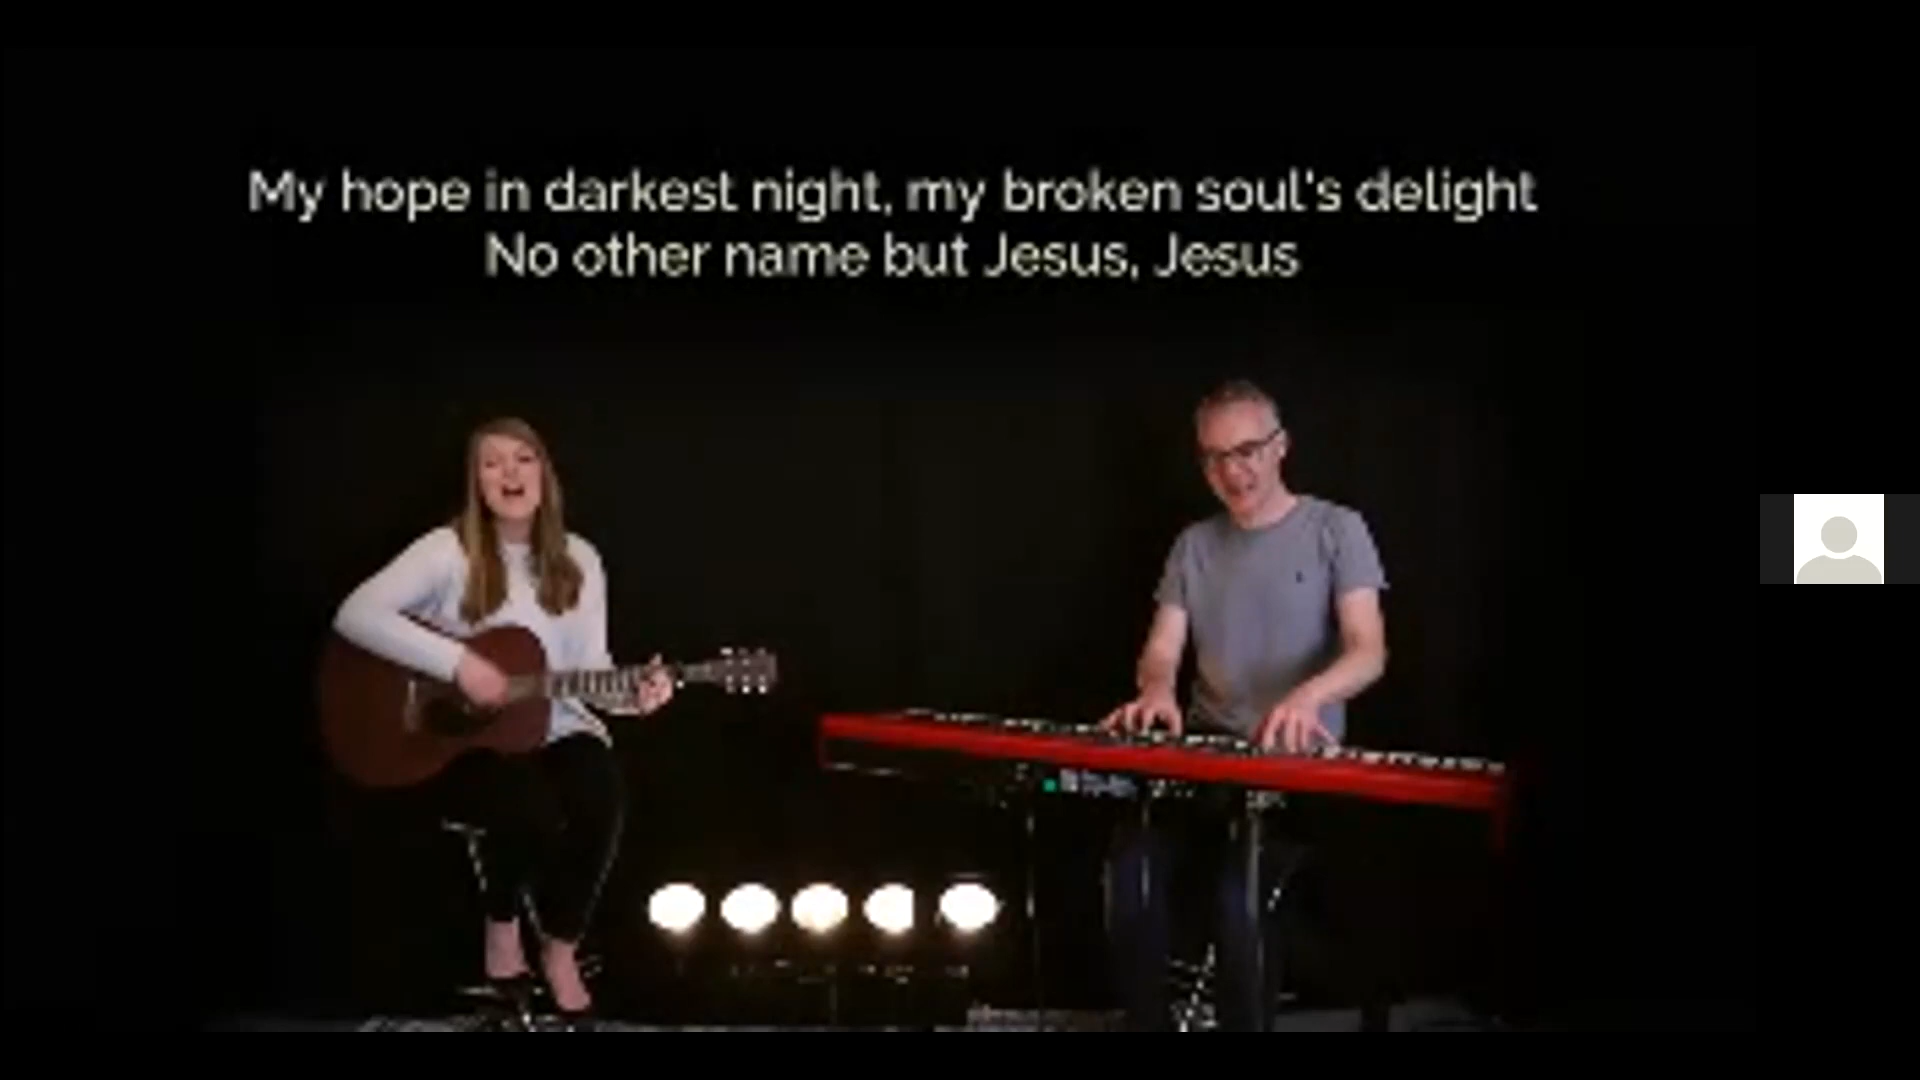 My hope in darkest night, my broken soul's delight
No other name but Jesus, Jesus